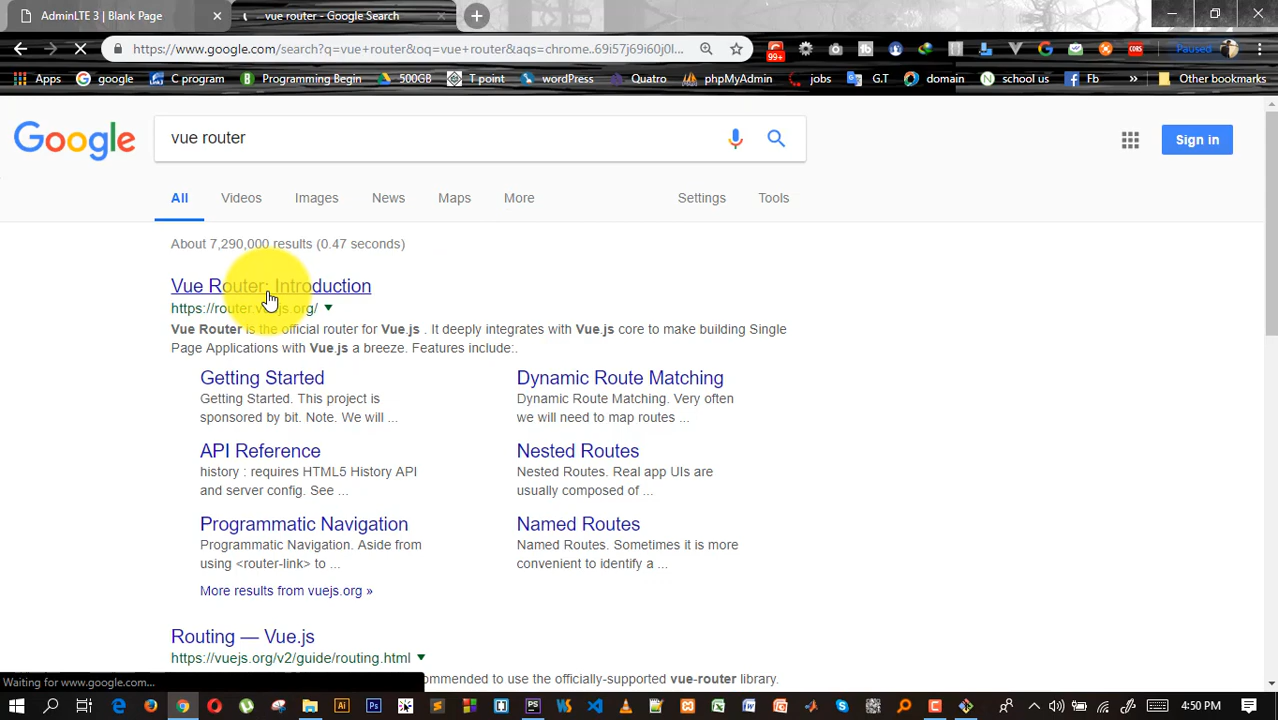 AdminLTE 3 | Blank Page
vue router - Google Search
https://www.google.com/search?q=vue+router&oq=vue+router&aqs=chrome..69i57j69i60j0l...
99+
CORS
Paused
Apps
google
C program
Programming Begin
500GB
T point
wordPress
Quatro
phpMyAdmin
jobs
G.T
domain
school us
Fb
»
Other bookmarks
Google
vue router
Sign in
All Videos Images News Maps More Settings Tools
About 7,290,000 results (0.47 seconds)
Vue Router: Introduction
https://router.vuejs.org/
Vue Router is the official router for Vue.js . It deeply integrates with Vue.js core to make building Single
Page Applications with Vue.js a breeze. Features include:.
Getting Started
Getting Started. This project is
sponsored by bit. Note. We will ...
Dynamic Route Matching
Dynamic Route Matching. Very often
we will need to map routes ...
API Reference
history : requires HTML5 History API
and server config. See ...
Nested Routes
Nested Routes. Real app UIs are
usually composed of ...
Programmatic Navigation
Programmatic Navigation. Aside from
using <router-link> to ...
Named Routes
Named Routes. Sometimes it is more
convenient to identify a ...
More results from vuejs.org »
Routing — Vue.js
https://vuejs.org/v2/guide/routing.html
ommended to use the officially-supported vue-router library.
Waiting for www.google.com...
4:50 PM